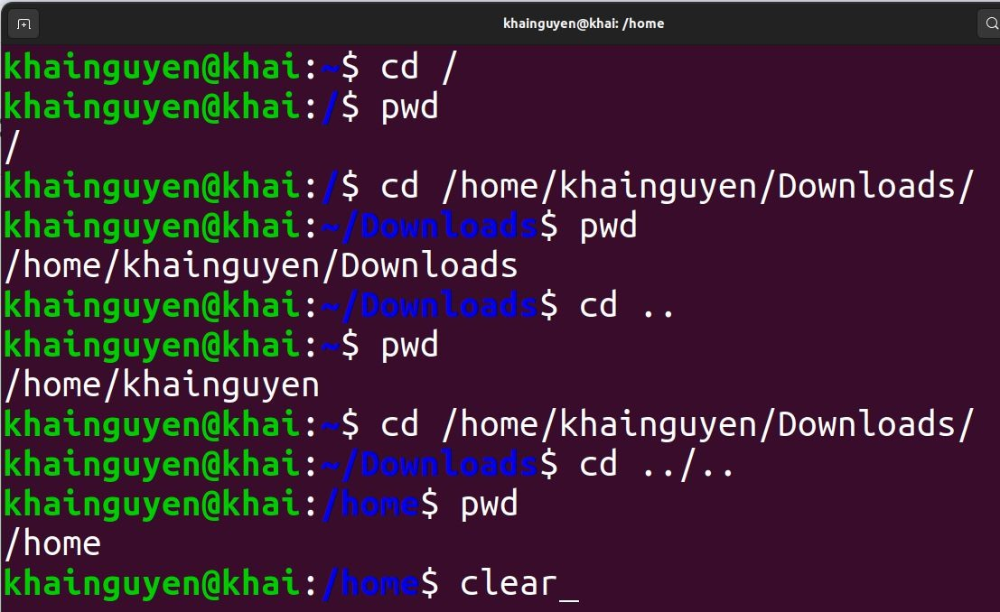 khainguyen@khai: /home
khainguyen@khai:~$ cd /
khainguyen@khai:/$ pwd
/
khainguyen@khai:/$ cd /home/khainguyen/Downloads/
khainguyen@khai:~/Downloads$ pwd
/home/khainguyen/Downloads
khainguyen@khai:~/Downloads$ cd ..
khainguyen@khai:~$ pwd
/home/khainguyen
khainguyen@khai:~$ cd /home/khainguyen/Downloads/
khainguyen@khai:~/Downloads$ cd ../..
khainguyen@khai:/home$ pwd
/home
khainguyen@khai:/home$ clear_